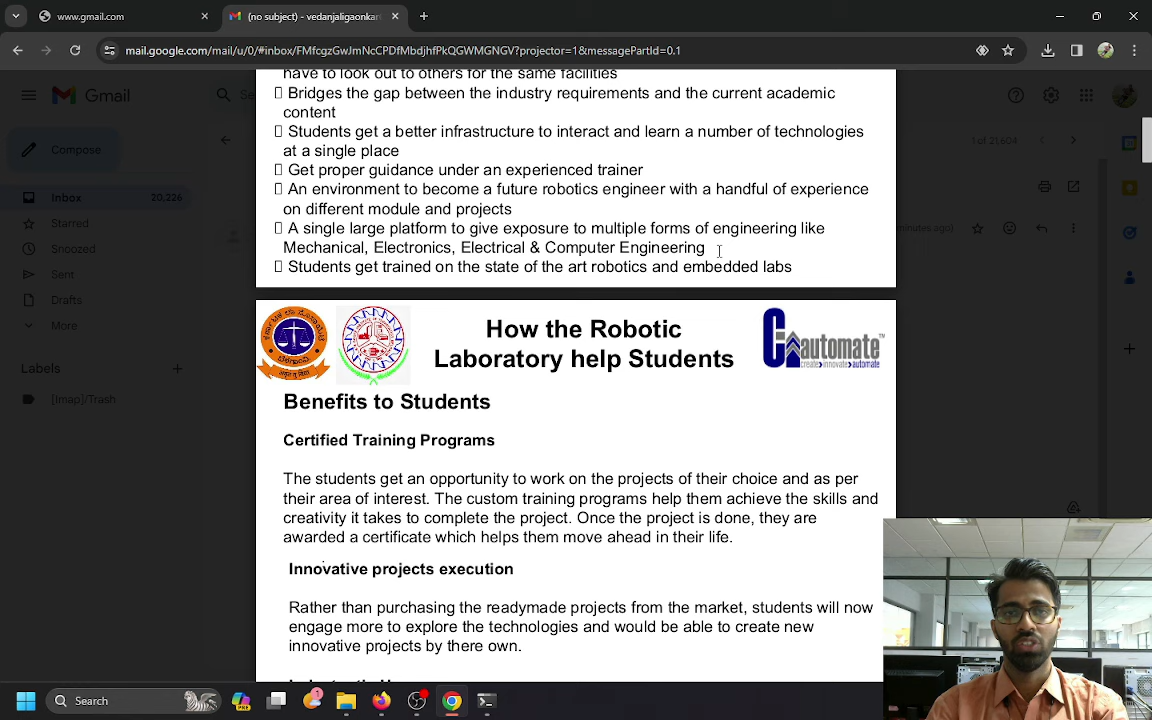 www.gmail.com
(no subject) - vedanjaligaonkar
mail.google.com/mail/u/0/#inbox/FMfcgzGwJmNcCPDfMbdjhfPkQGWMGNGV?projector=1&messagePartId=0.1
Gmail
Se
Compose
1 of 21,604
Inbox 20,226
Starred
Snoozed
minutes ago)
Sent
Drafts
More
Labels
[Imap]/Trash
have to look out to others for the same facilities
Bridges the gap between the industry requirements and the current academic
content
Students get a better infrastructure to interact and learn a number of technologies
at a single place
Get proper guidance under an experienced trainer
An environment to become a future robotics engineer with a handful of experience
on different module and projects
A single large platform to give exposure to multiple forms of engineering like
Mechanical, Electronics, Electrical & Computer Engineering
Students get trained on the state of the art robotics and embedded labs
How the Robotic
Laboratory help Students
automate™
create›innovate›automate
Benefits to Students
Certified Training Programs
The students get an opportunity to work on the projects of their choice and as per
their area of interest. The custom training programs help them achieve the skills and
creativity it takes to complete the project. Once the project is done, they are
awarded a certificate which helps them move ahead in their life.
Innovative projects execution
Rather than purchasing the readymade projects from the market, students will now
engage more to explore the technologies and would be able to create new
innovative projects by there own.
Search